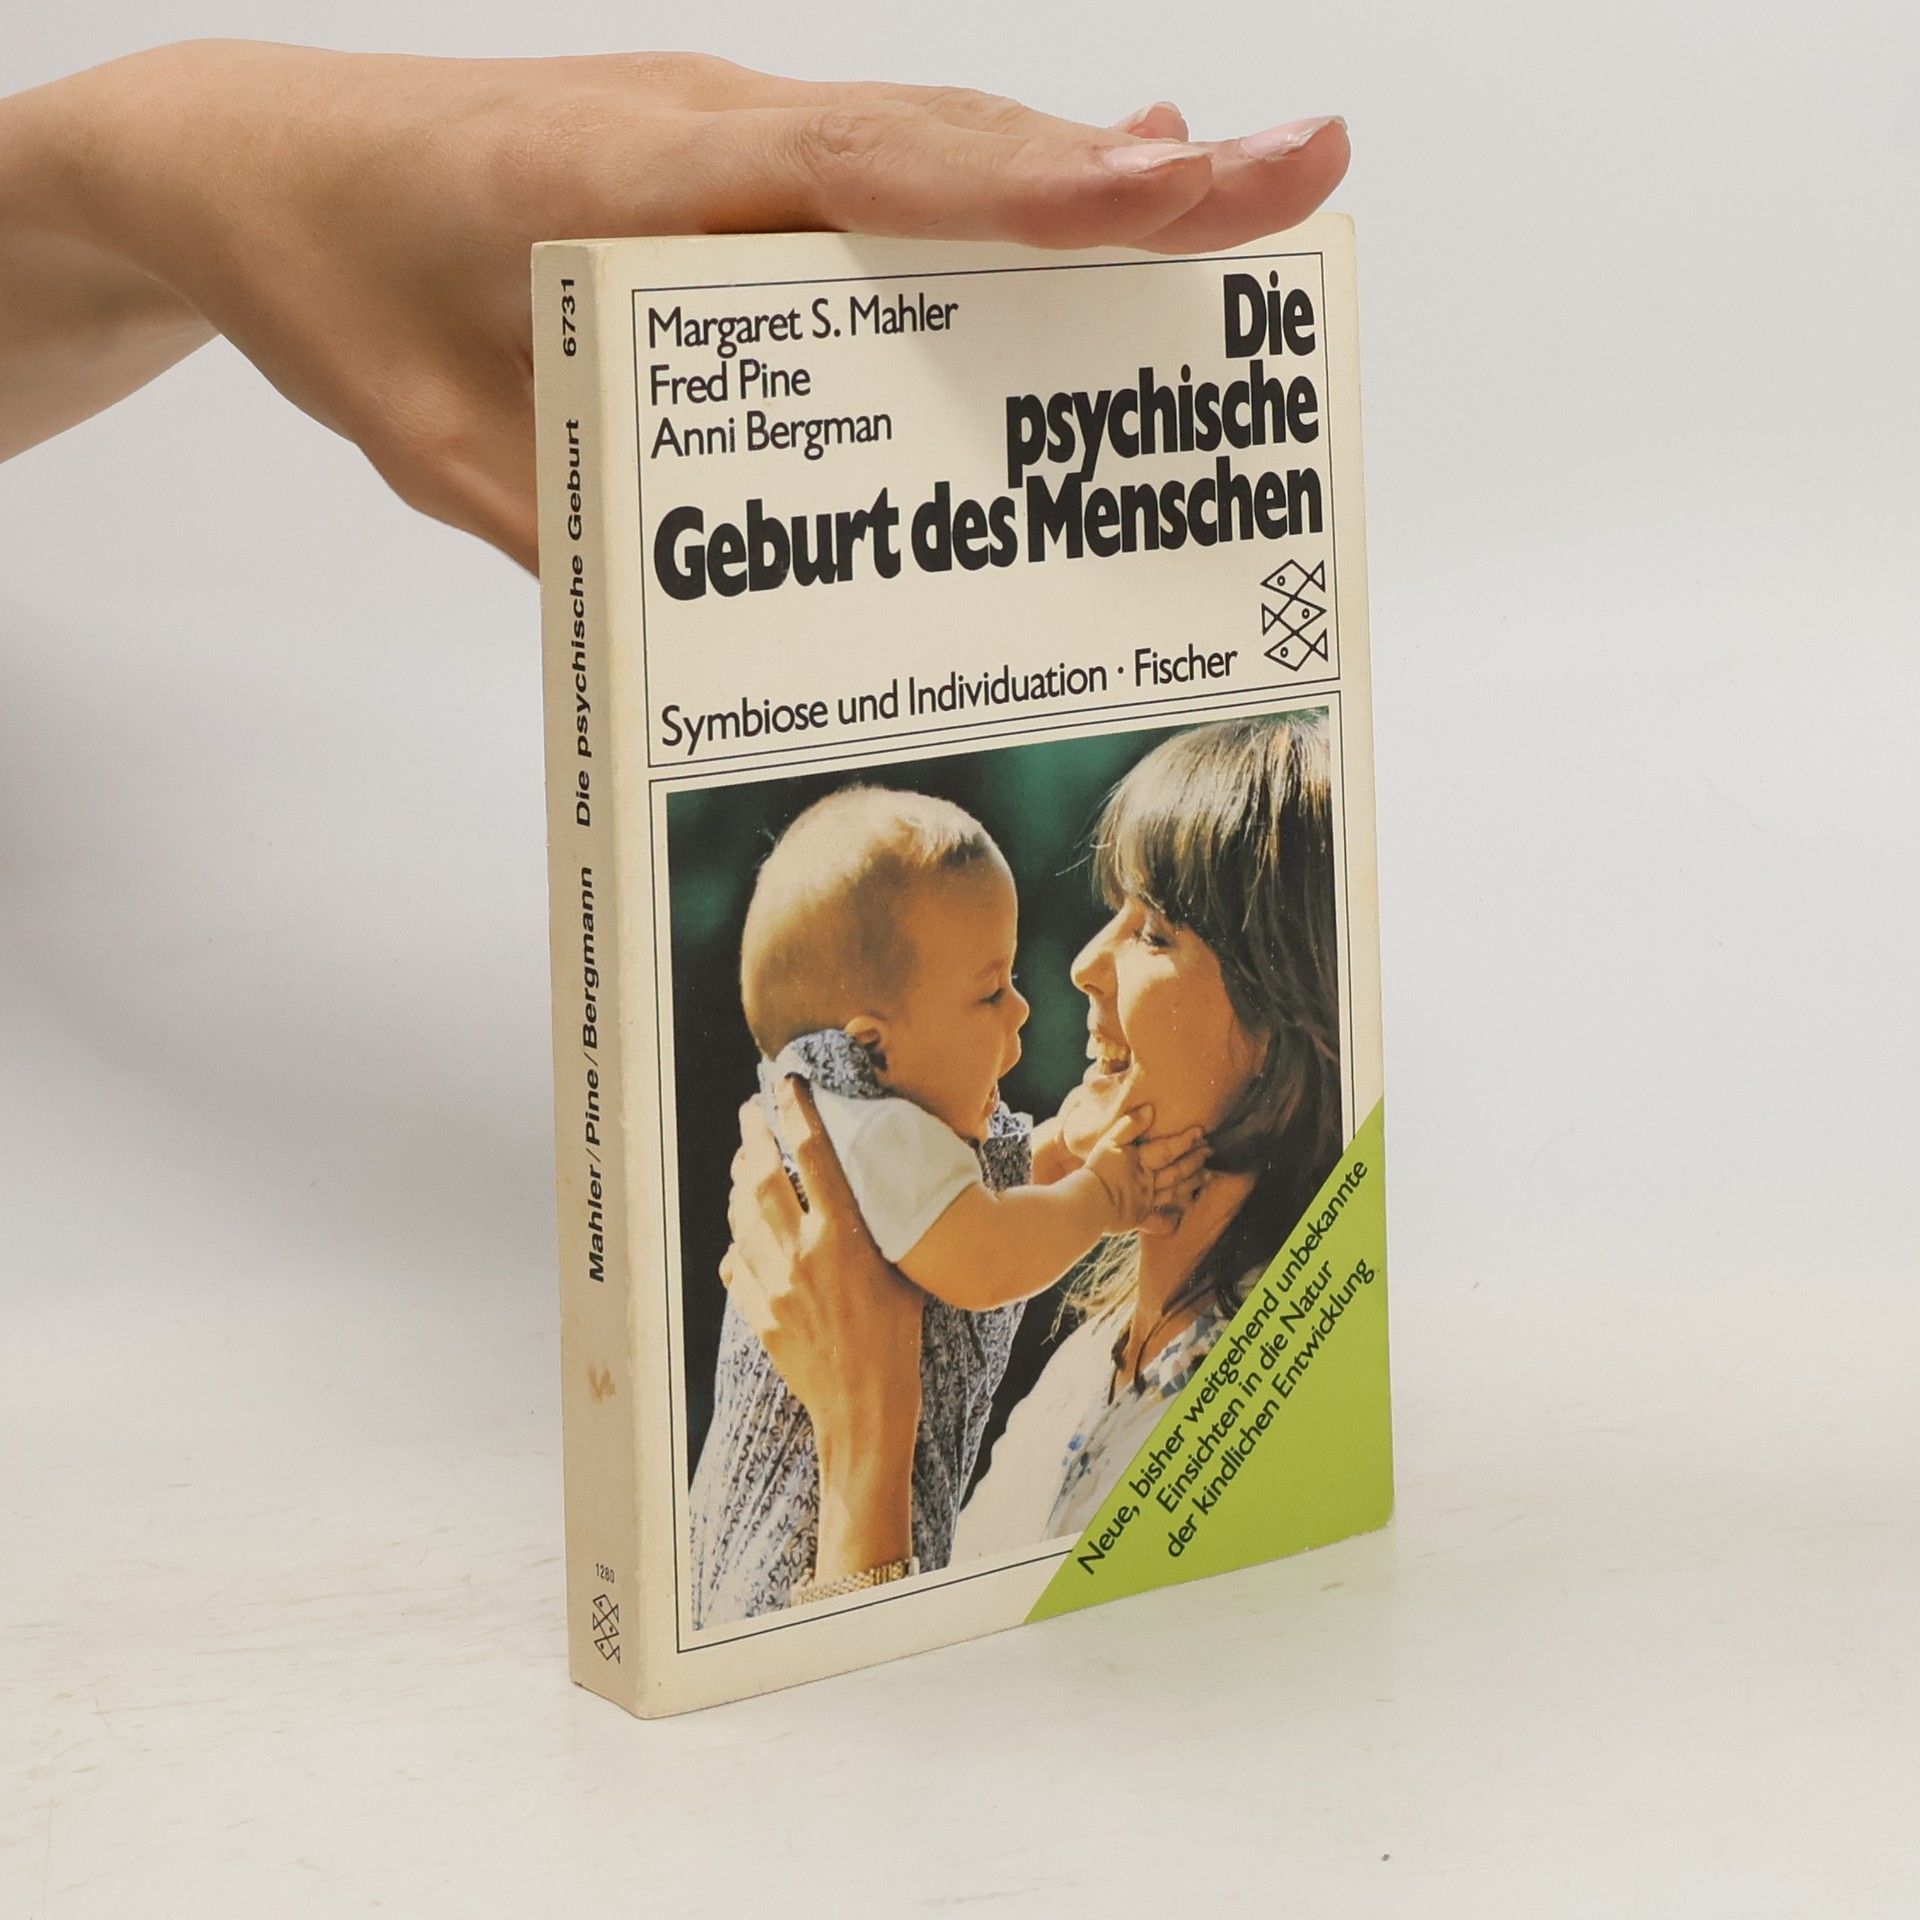 Margaret S. Mahler
Fred Pine
Anni Bergman
Die
psychische
Geburt des Menschen
Symbiose und Individuation · Fischer
Neue, bisher weitgehend unbekannte
Einsichten in die Natur
der kindlichen Entwicklung
Mahler/Pine/Bergmann Die psychische Geburt 6731
1280